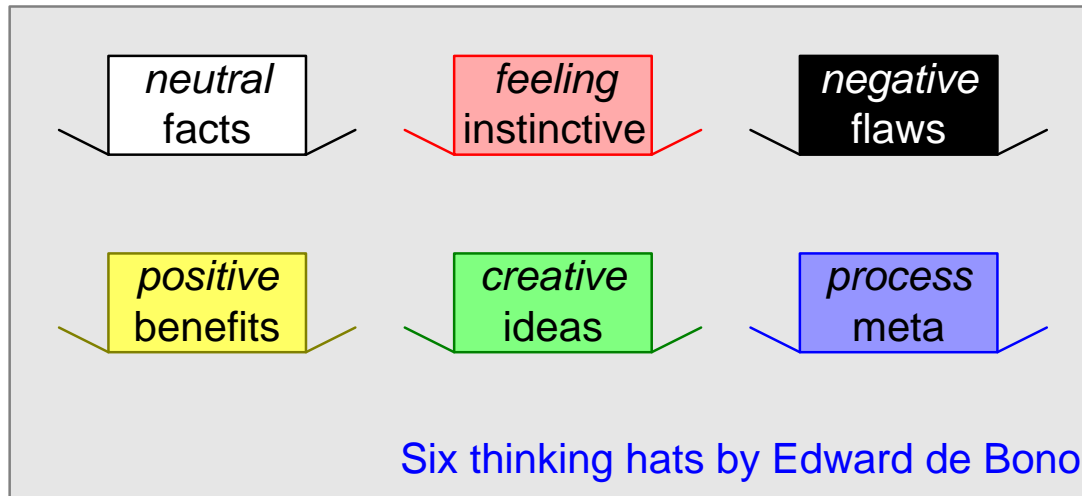 neutral
facts
feeling
instinctive
negative
flaws
positive
benefits
creative
ideas
process
meta
Six thinking hats by Edward de Bono